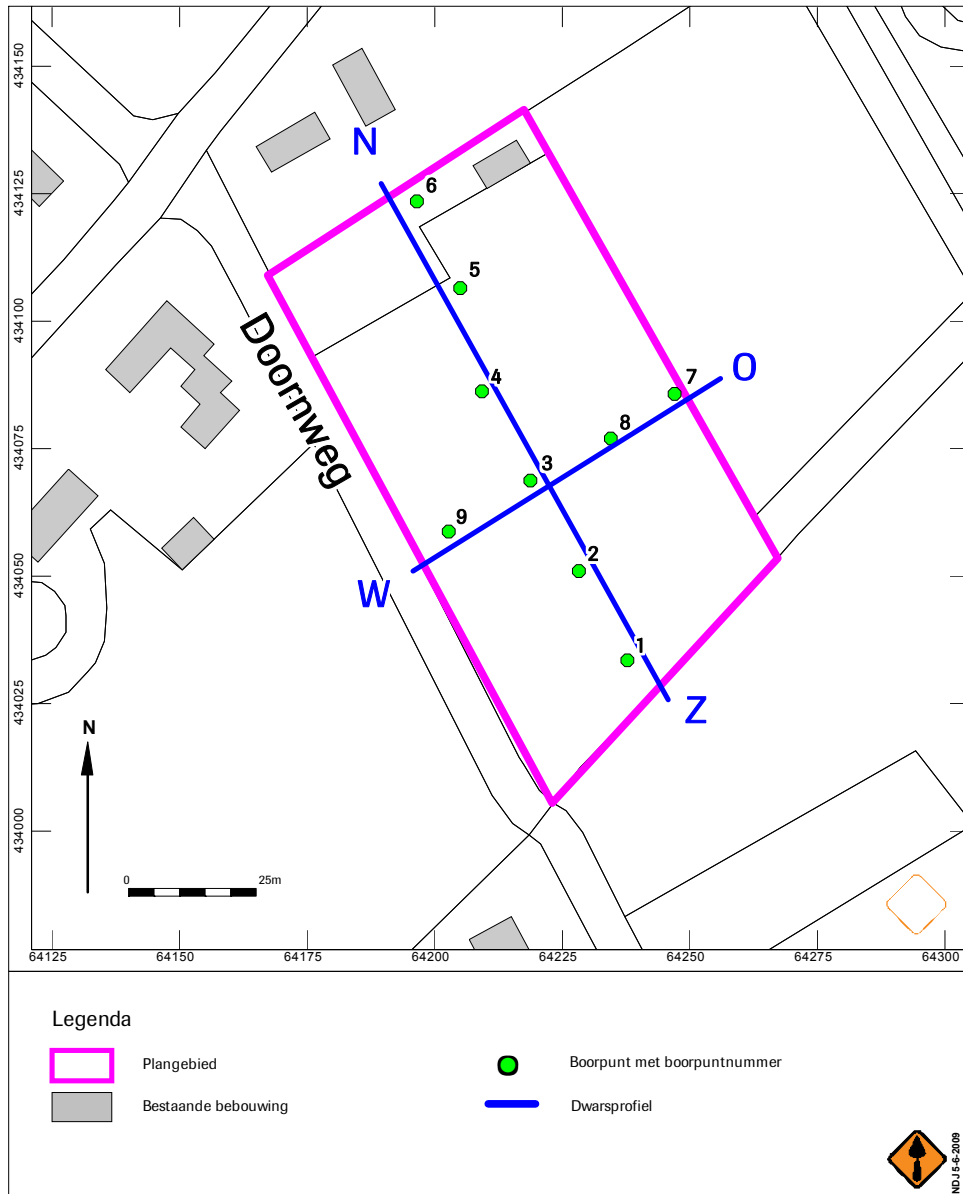 434150
434125
434100
434075
434050
434025
434000
N
6
5
4
O
7
8
3
9
W
2
1
Z
Doornweg
N
0 25m
64125 64150 64175 64200 64225 64250 64275 64300
Legenda
Plangebied
Boorpunt met boorpuntnummer
Bestaande bebouwing
Dwarsprofiel
NDJ 5-6-2009